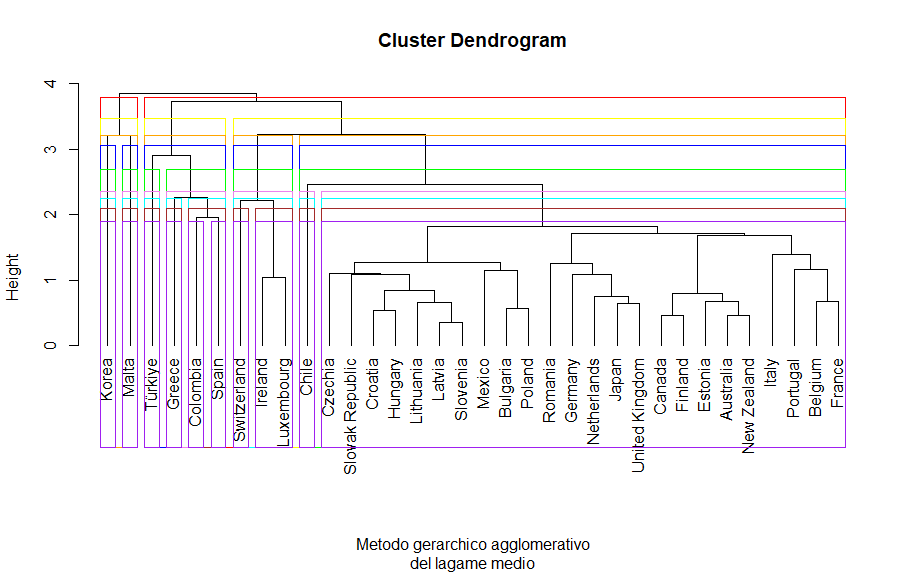 Cluster Dendrogram
4
3
2
1
0
Height
Korea
Malta
Türkiye
Greece
Colombia
Spain
Switzerland
Ireland
Luxembourg
Chile
Czechia
Slovak Republic
Croatia
Hungary
Lithuania
Latvia
Slovenia
Mexico
Bulgaria
Poland
Romania
Germany
Netherlands
Japan
United Kingdom
Canada
Finland
Estonia
Australia
New Zealand
Italy
Portugal
Belgium
France
Metodo gerarchico agglomerativo
del lagame medio